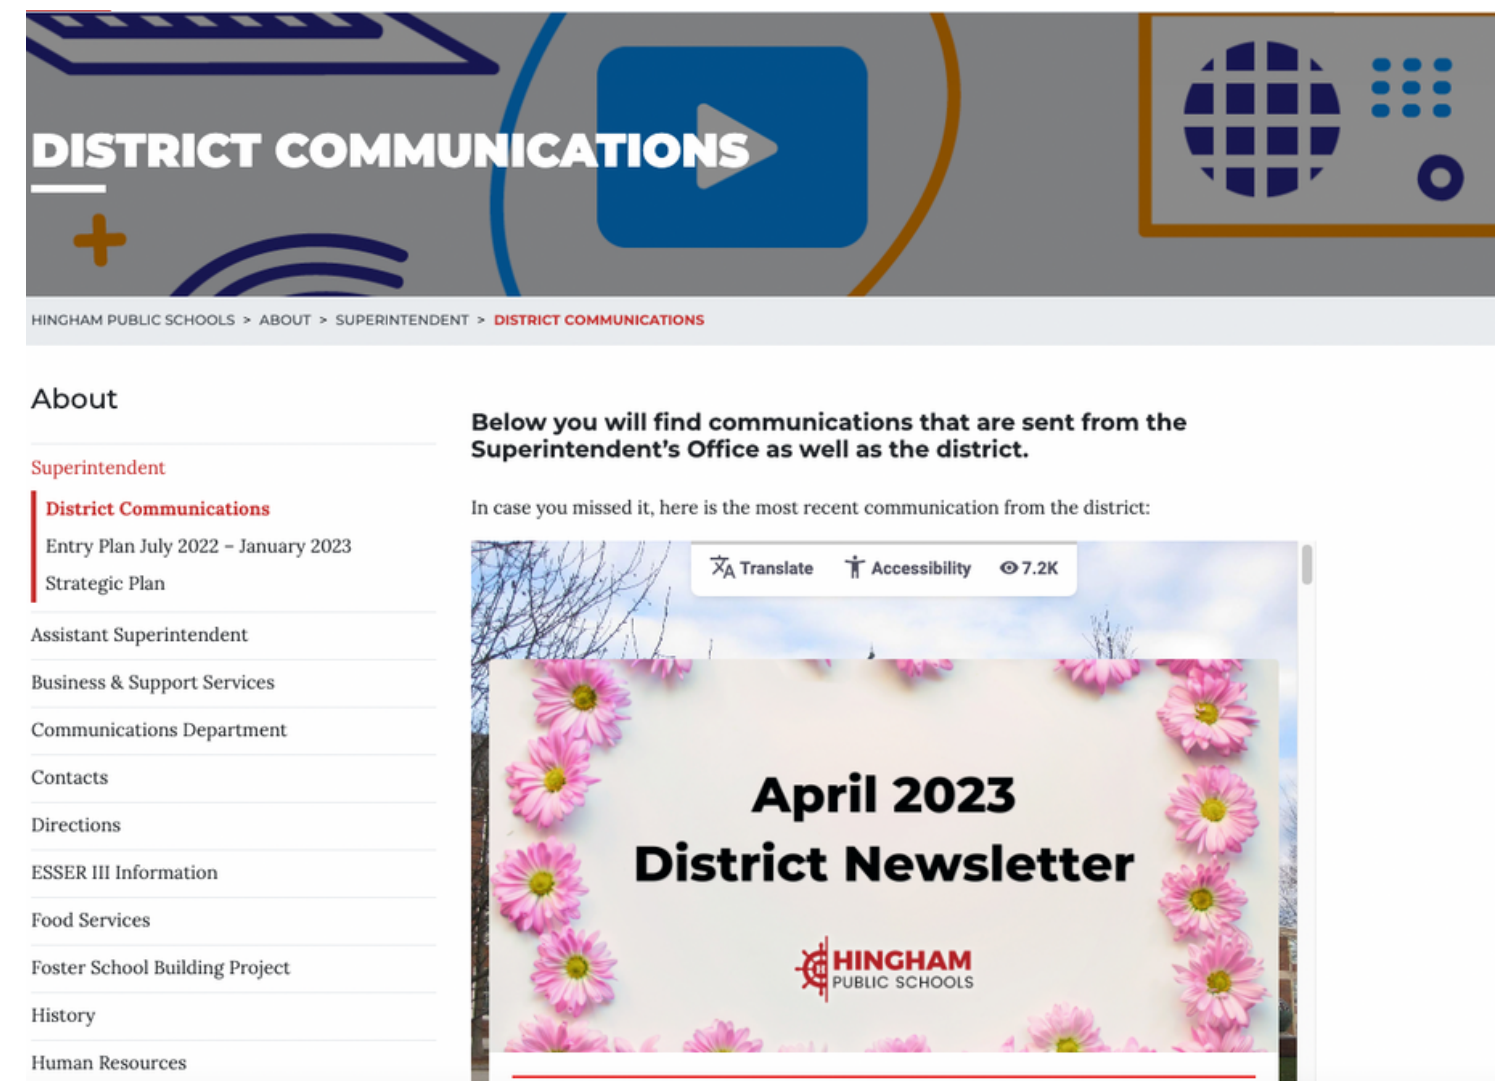 DISTRICT COMMUNICATIONS
HINGHAM PUBLIC SCHOOLS > ABOUT > SUPERINTENDENT > DISTRICT COMMUNICATIONS
About
Superintendent
District Communications
Entry Plan July 2022 – January 2023
Strategic Plan
Assistant Superintendent
Business & Support Services
Communications Department
Contacts
Directions
ESSER III Information
Food Services
Foster School Building Project
History
Human Resources
Below you will find communications that are sent from the
Superintendent’s Office as well as the district.
In case you missed it, here is the most recent communication from the district:
Translate Accessibility 7.2K
April 2023
District Newsletter
HINGHAM
PUBLIC SCHOOLS